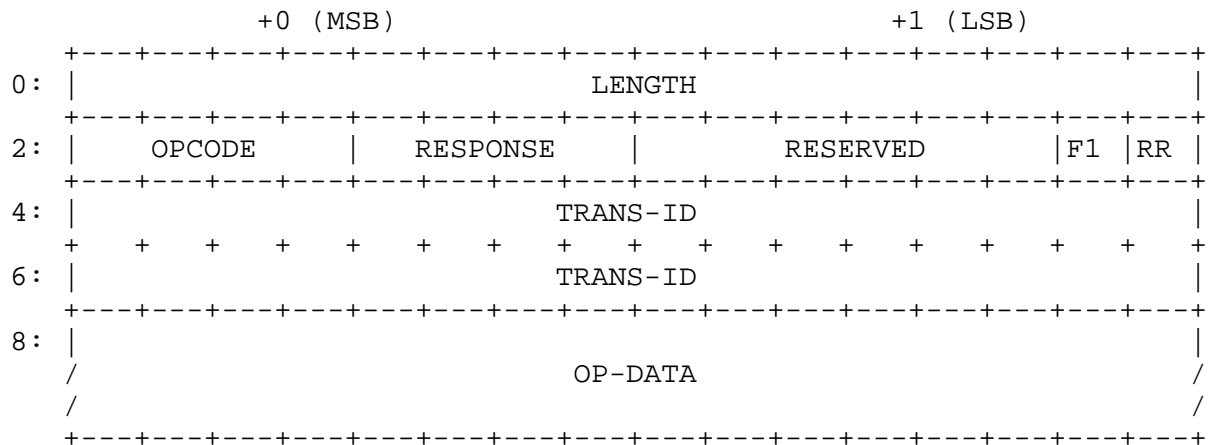 +0 (MSB)                            +1 (LSB)
    +---+---+---+---+---+---+---+---+---+---+---+---+---+---+---+---+
0:  |                            LENGTH                             |
    +---+---+---+---+---+---+---+---+---+---+---+---+---+---+---+---+
2:  |    OPCODE     |   RESPONSE    |        RESERVED       |F1 |RR |
    +---+---+---+---+---+---+---+---+---+---+---+---+---+---+---+---+
4:  |                          TRANS-ID                             |
    +   +   +   +   +   +   +   +   +   +   +   +   +   +   +   +   +
6:  |                          TRANS-ID                             |
    +---+---+---+---+---+---+---+---+---+---+---+---+---+---+---+---+
8:  |                                                               |
    /                           OP-DATA                             /
    /                                                               /
    +---+---+---+---+---+---+---+---+---+---+---+---+---+---+---+---+